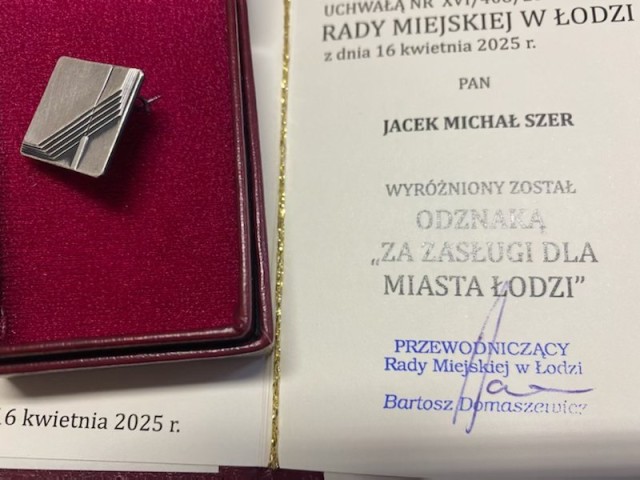 UCHWAŁĄ NR XVI/
RADY MIEJSKIEJ W ŁODZI
z dnia 16 kwietnia 2025 r.
PAN
JACEK MICHAŁ SZER
WYRÓŻNIONY ZOSTAŁ
ODZNAKĄ
„ZA ZASŁUGI DLA
MIASTA ŁODZI”
PRZEWODNICZĄCY
Rady Miejskiej w Łodzi
Bartosz Domaszewicz
16 kwietnia 2025 r.